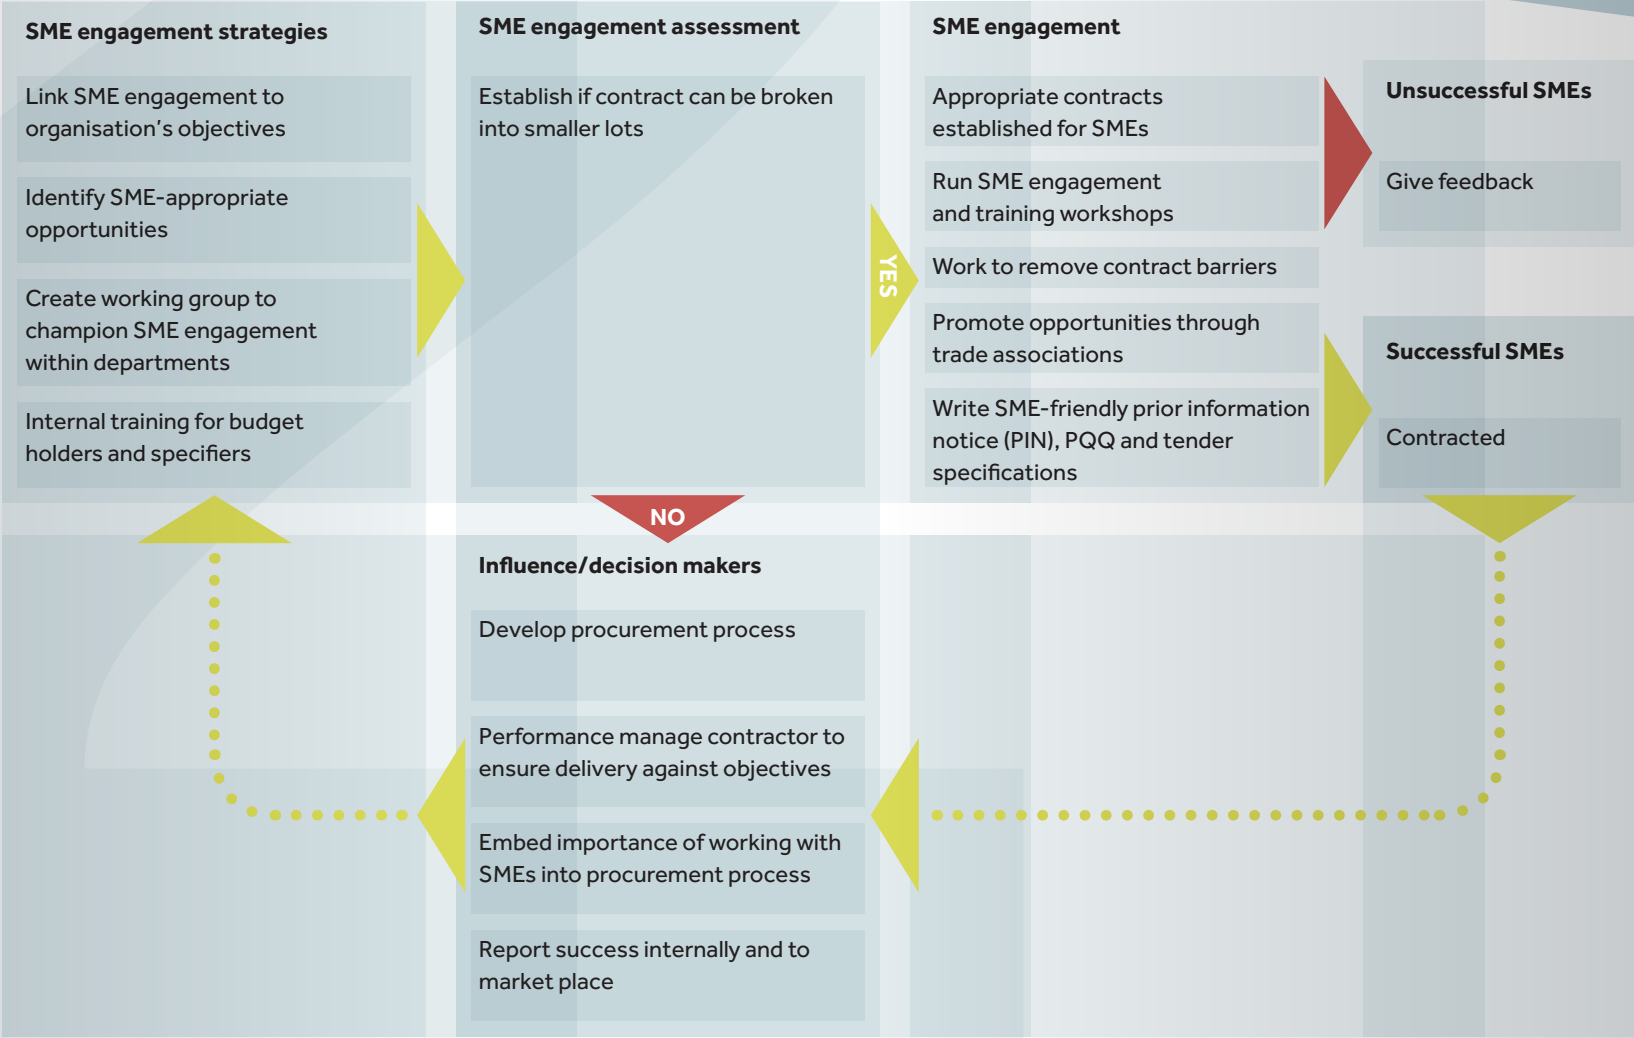 SME engagement strategies
Link SME engagement to
organisation's objectives
Identify SME-appropriate
opportunities
Create working group to
champion SME engagement
within departments
Internal training for budget
holders and specifiers
SME engagement assessment
Establish if contract can be broken
into smaller lots
YES
NO
SME engagement
Appropriate contracts
established for SMEs
Run SME engagement
and training workshops
Work to remove contract barriers
Promote opportunities through
trade associations
Write SME-friendly prior information
notice (PIN), PQQ and tender
specifications
Unsuccessful SMEs
Give feedback
Successful SMEs
Contracted
Influence/decision makers
Develop procurement process
Performance manage contractor to
ensure delivery against objectives
Embed importance of working with
SMEs into procurement process
Report success internally and to
market place